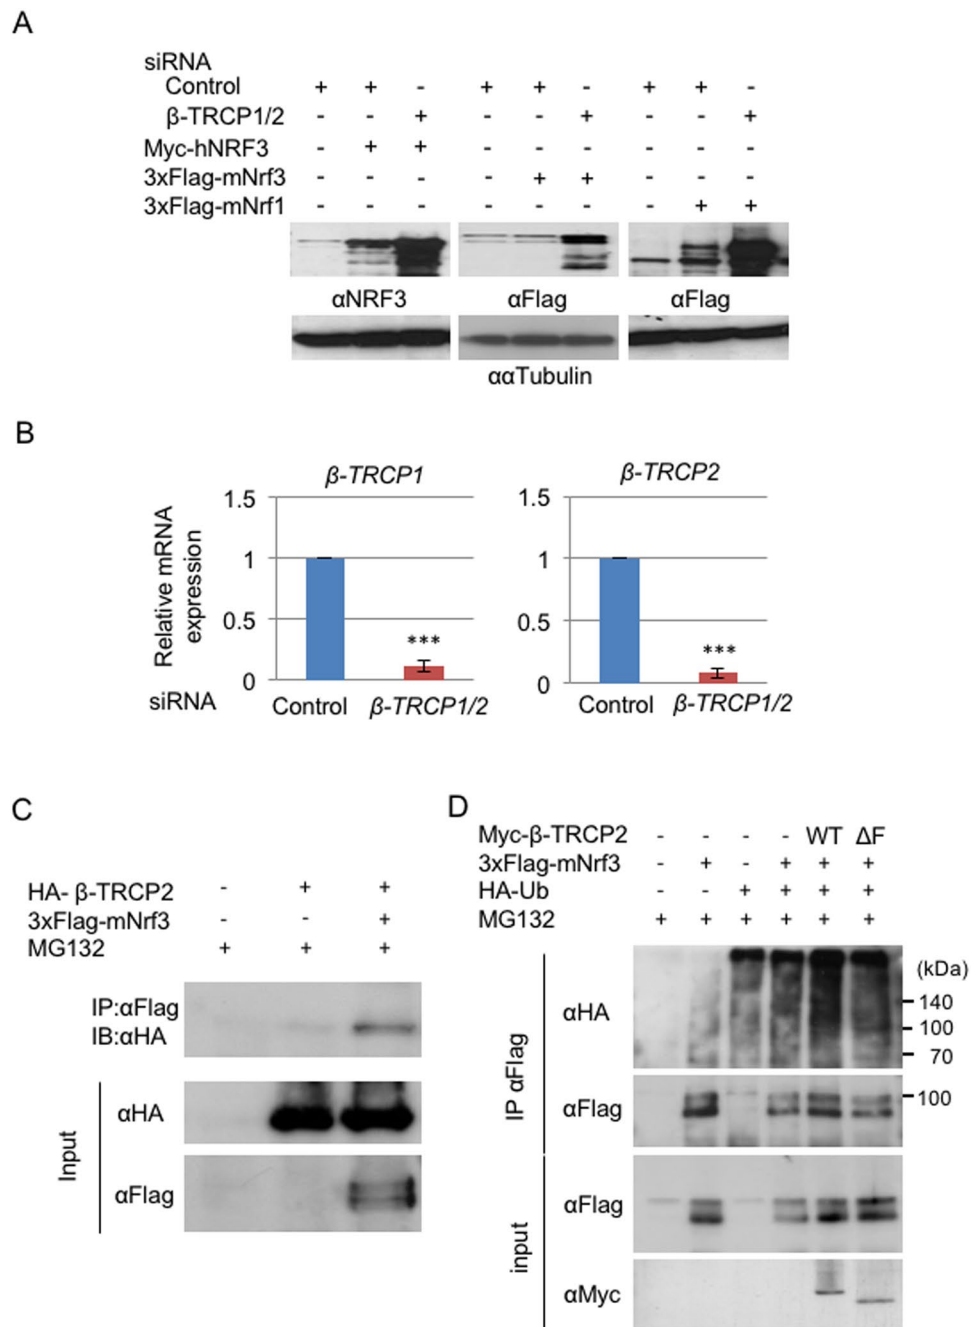 A
siRNA
Control + + - + + - + + -
β-TRCP1/2 - - + - - + - - +
Myc-hNRF3 - + + - - - - - -
3xFlag-mNrf3 - - - - + + - - -
3xFlag-mNrf1 - - - - - - - + +
αNRF3 αFlag αFlag
ααTubulin
B
β-TRCP1 β-TRCP2
Relative mRNA
expression
1.5 1.5
1 1
0.5 0.5
*** ***
0 0
siRNA Control β-TRCP1/2 Control β-TRCP1/2
C
HA- β-TRCP2 - + +
3xFlag-mNrf3 - - +
MG132 + + +
IP:αFlag
IB:αHA
Input
αHA
αFlag
D
Myc-β-TRCP2 - - - - WT ΔF
3xFlag-mNrf3 - + - + + +
HA-Ub - - + + + +
MG132 + + + + + +
(kDa)
IP αFlag
αHA
140
100
70
αFlag
100
input
αFlag
αMyc